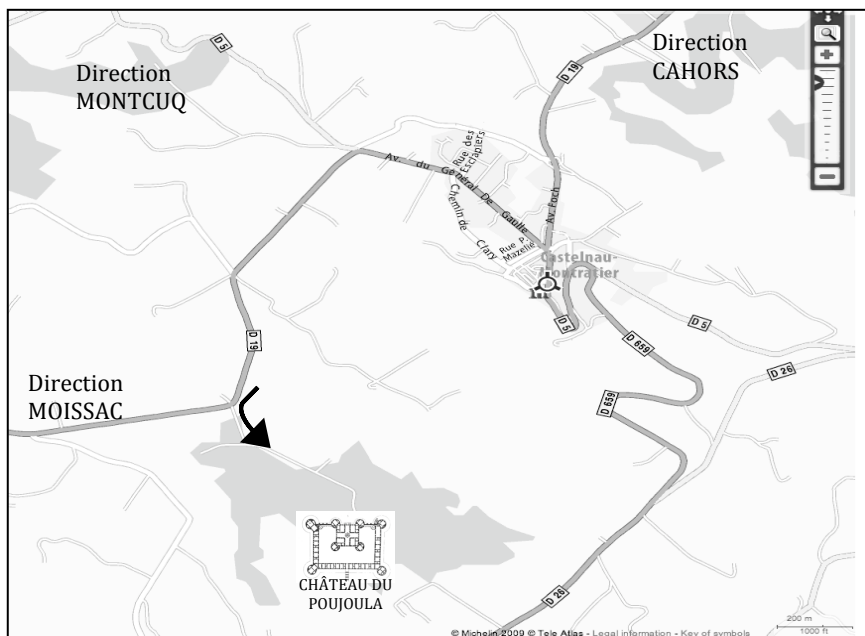 D 5
Direction
MONTCUQ
D 19
Direction
CAHORS
Rue des
Esclapiers
Av. du Général De Gaulle
Chemin de Clary
Av. Foch
Rue P.
Mazelié
Castelnau-
Montratier
D 5
D 5
D 659
D 26
D 19
Direction
MOISSAC
D 659
CHÂTEAU DU
POUJOULA
D 26
200 m
1000 ft
© Michelin 2009 © Tele Atlas - Legal information - Key of symbols